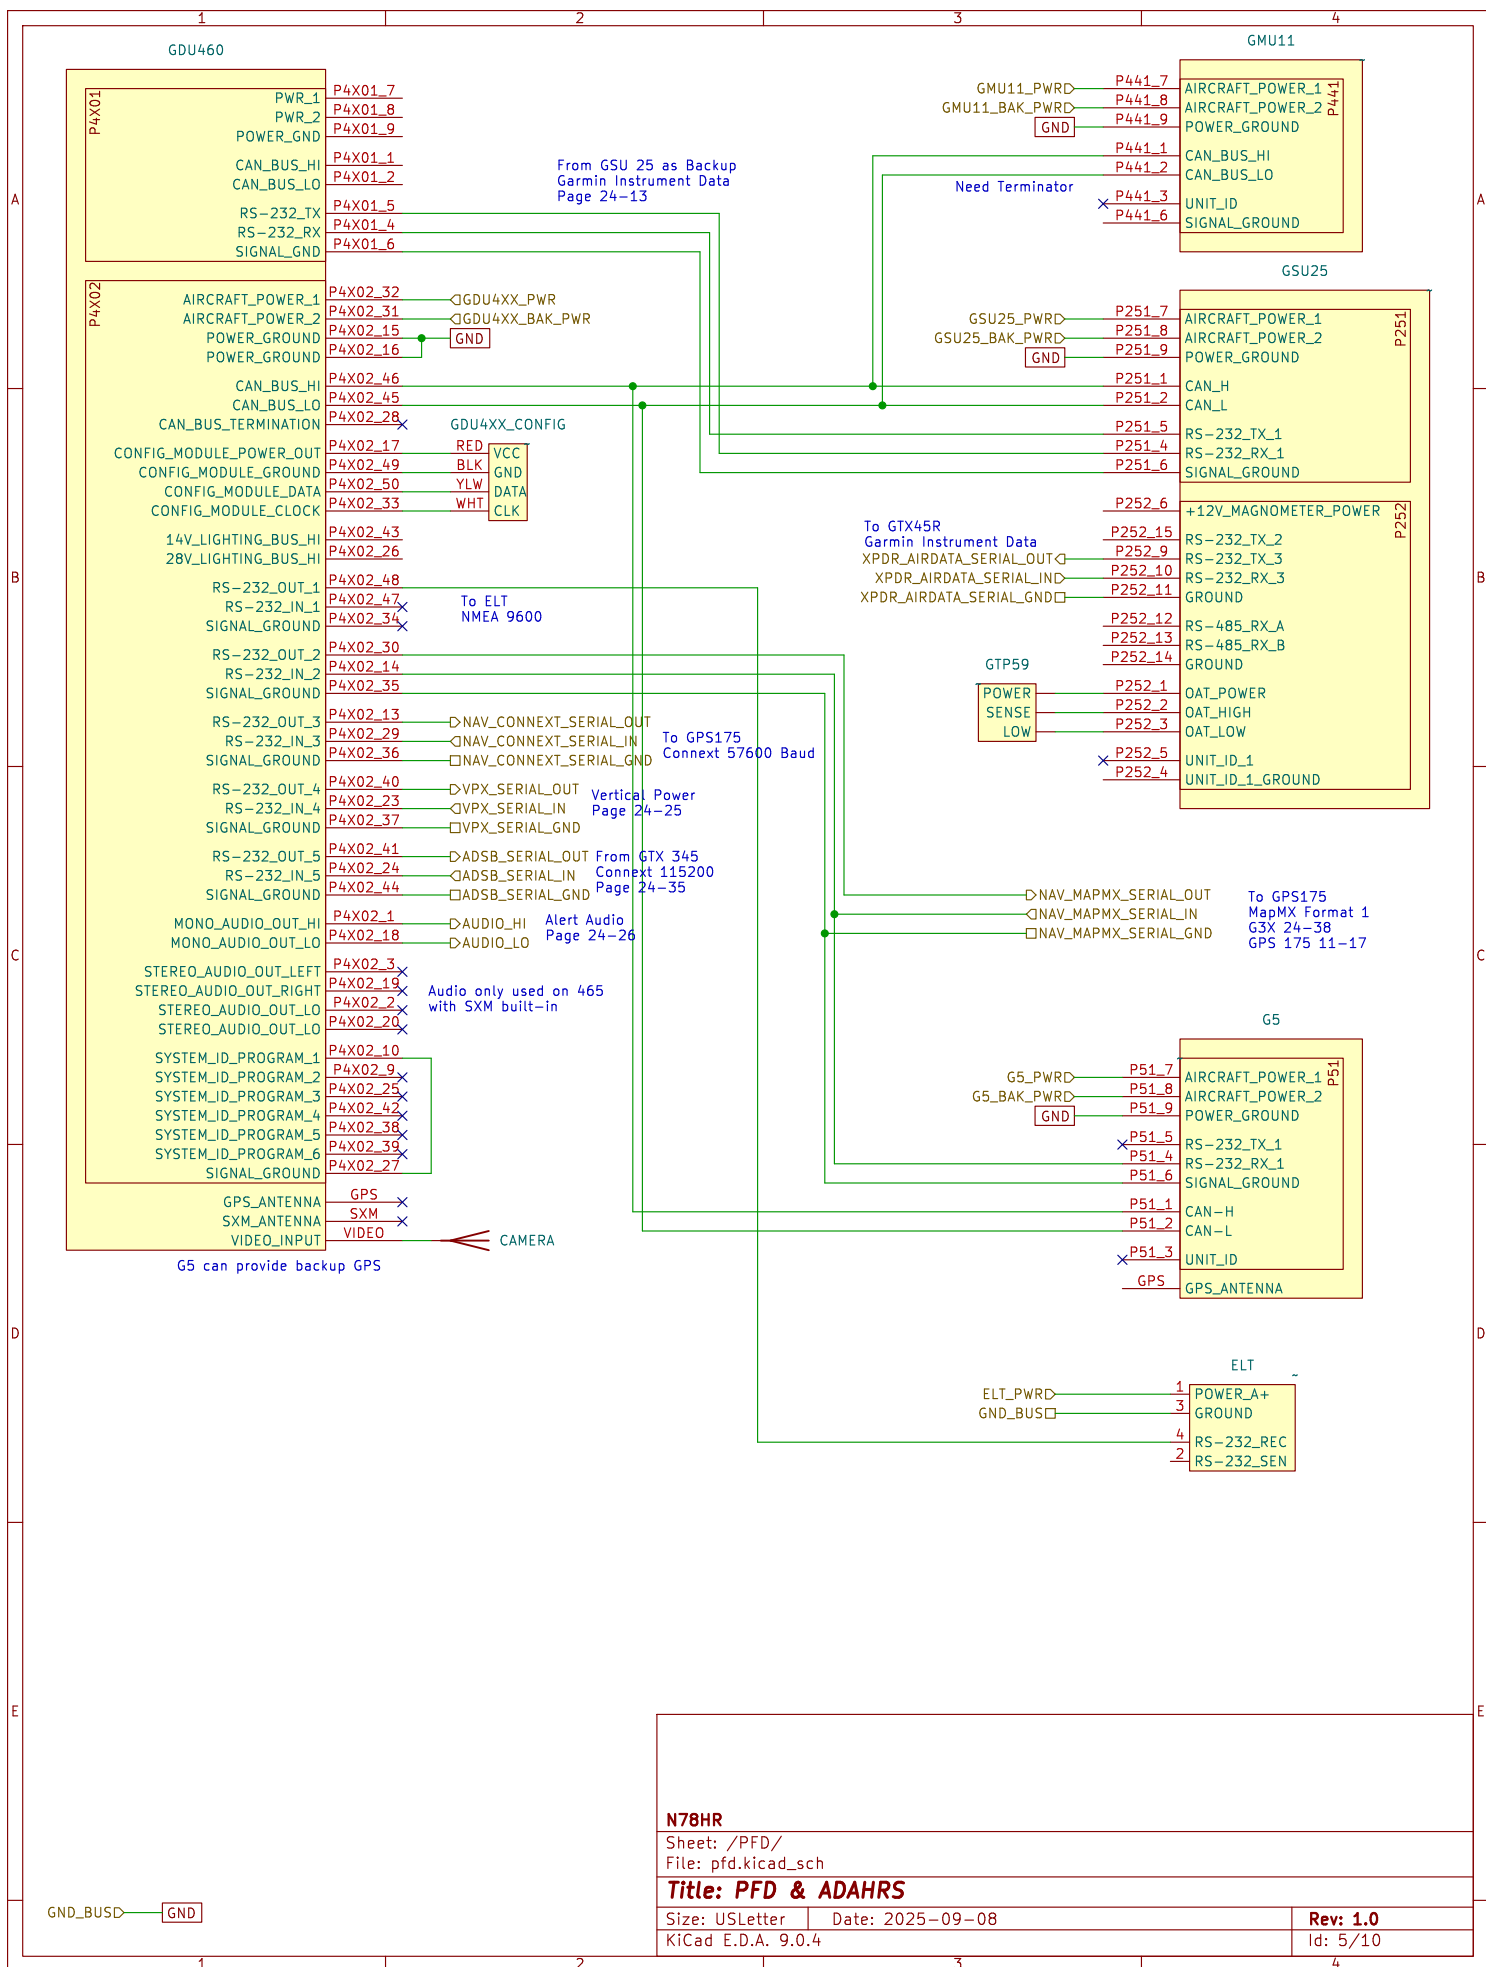 1 2 3 4
A
B
C
D
E
GDU460
P4X01
PWR_1 P4X01_7
PWR_2 P4X01_8
POWER_GND P4X01_9
CAN_BUS_HI P4X01_1
CAN_BUS_LO P4X01_2
RS-232_TX P4X01_5
RS-232_RX P4X01_4
SIGNAL_GND P4X01_6
P4X02
AIRCRAFT_POWER_1 P4X02_32 GDU4XX_PWR
AIRCRAFT_POWER_2 P4X02_31 GDU4XX_BAK_PWR
POWER_GROUND P4X02_15 GND
POWER_GROUND P4X02_16
CAN_BUS_HI P4X02_46
CAN_BUS_LO P4X02_45
CAN_BUS_TERMINATION P4X02_28
CONFIG_MODULE_POWER_OUT P4X02_17
CONFIG_MODULE_GROUND P4X02_49
CONFIG_MODULE_DATA P4X02_50
CONFIG_MODULE_CLOCK P4X02_33
GDU4XX_CONFIG
RED VCC
BLK GND
YLW DATA
WHT CLK
14V_LIGHTING_BUS_HI P4X02_43
28V_LIGHTING_BUS_HI P4X02_26
RS-232_OUT_1 P4X02_48
RS-232_IN_1 P4X02_47
SIGNAL_GROUND P4X02_34
To ELT
NMEA 9600
RS-232_OUT_2 P4X02_30
RS-232_IN_2 P4X02_14
SIGNAL_GROUND P4X02_35
RS-232_OUT_3 P4X02_13 NAV_CONNEXT_SERIAL_OUT
RS-232_IN_3 P4X02_29 NAV_CONNEXT_SERIAL_IN
SIGNAL_GROUND P4X02_36 NAV_CONNEXT_SERIAL_GND
To GPS175
Connext 57600 Baud
RS-232_OUT_4 P4X02_40 VPX_SERIAL_OUT
RS-232_IN_4 P4X02_23 VPX_SERIAL_IN
SIGNAL_GROUND P4X02_37 VPX_SERIAL_GND
Vertical Power
Page 24-25
RS-232_OUT_5 P4X02_41 ADSB_SERIAL_OUT
RS-232_IN_5 P4X02_24 ADSB_SERIAL_IN
SIGNAL_GROUND P4X02_44 ADSB_SERIAL_GND
From GTX 345
Connext 115200
Page 24-35
MONO_AUDIO_OUT_HI P4X02_1 AUDIO_HI
MONO_AUDIO_OUT_LO P4X02_18 AUDIO_LO
Alert Audio
Page 24-26
STEREO_AUDIO_OUT_LEFT P4X02_3
STEREO_AUDIO_OUT_RIGHT P4X02_19
STEREO_AUDIO_OUT_LO P4X02_2
STEREO_AUDIO_OUT_LO P4X02_20
Audio only used on 465
with SXM built-in
SYSTEM_ID_PROGRAM_1 P4X02_10
SYSTEM_ID_PROGRAM_2 P4X02_9
SYSTEM_ID_PROGRAM_3 P4X02_25
SYSTEM_ID_PROGRAM_4 P4X02_42
SYSTEM_ID_PROGRAM_5 P4X02_38
SYSTEM_ID_PROGRAM_6 P4X02_39
SIGNAL_GROUND P4X02_27
GPS_ANTENNA GPS
SXM_ANTENNA SXM
VIDEO_INPUT VIDEO CAMERA
G5 can provide backup GPS
From GSU 25 as Backup
Garmin Instrument Data
Page 24-13
GMU11
P441
GMU11_PWR P441_7 AIRCRAFT_POWER_1
GMU11_BAK_PWR P441_8 AIRCRAFT_POWER_2
GND P441_9 POWER_GROUND
P441_1 CAN_BUS_HI
P441_2 CAN_BUS_LO
Need Terminator
P441_3 UNIT_ID
P441_6 SIGNAL_GROUND
GSU25
P251
GSU25_PWR P251_7 AIRCRAFT_POWER_1
GSU25_BAK_PWR P251_8 AIRCRAFT_POWER_2
GND P251_9 POWER_GROUND
P251_1 CAN_H
P251_2 CAN_L
P251_5 RS-232_TX_1
P251_4 RS-232_RX_1
P251_6 SIGNAL_GROUND
P252
P252_6 +12V_MAGNOMETER_POWER
To GTX45R
Garmin Instrument Data
P252_15 RS-232_TX_2
XPDR_AIRDATA_SERIAL_OUT P252_9 RS-232_TX_3
XPDR_AIRDATA_SERIAL_IN P252_10 RS-232_RX_3
XPDR_AIRDATA_SERIAL_GND P252_11 GROUND
P252_12 RS-485_RX_A
P252_13 RS-485_RX_B
P252_14 GROUND
GTP59
POWER P252_1 OAT_POWER
SENSE P252_2 OAT_HIGH
LOW P252_3 OAT_LOW
P252_5 UNIT_ID_1
P252_4 UNIT_ID_1_GROUND
NAV_MAPMX_SERIAL_OUT
NAV_MAPMX_SERIAL_IN
NAV_MAPMX_SERIAL_GND
To GPS175
MapMX Format 1
G3X 24-38
GPS 175 11-17
G5
P51
G5_PWR P51_7 AIRCRAFT_POWER_1
G5_BAK_PWR P51_8 AIRCRAFT_POWER_2
GND P51_9 POWER_GROUND
P51_5 RS-232_TX_1
P51_4 RS-232_RX_1
P51_6 SIGNAL_GROUND
P51_1 CAN-H
P51_2 CAN-L
P51_3 UNIT_ID
GPS GPS_ANTENNA
ELT
ELT_PWR 1 POWER_A+
GND_BUS 3 GROUND
4 RS-232_REC
2 RS-232_SEN
GND_BUS GND
N78HR
Sheet: /PFD/
File: pfd.kicad_sch
Title: PFD & ADAHRS
Size: USLetter Date: 2025-09-08 Rev: 1.0
KiCad E.D.A. 9.0.4 Id: 5/10
A
B
C
D
E
1 2 3 4